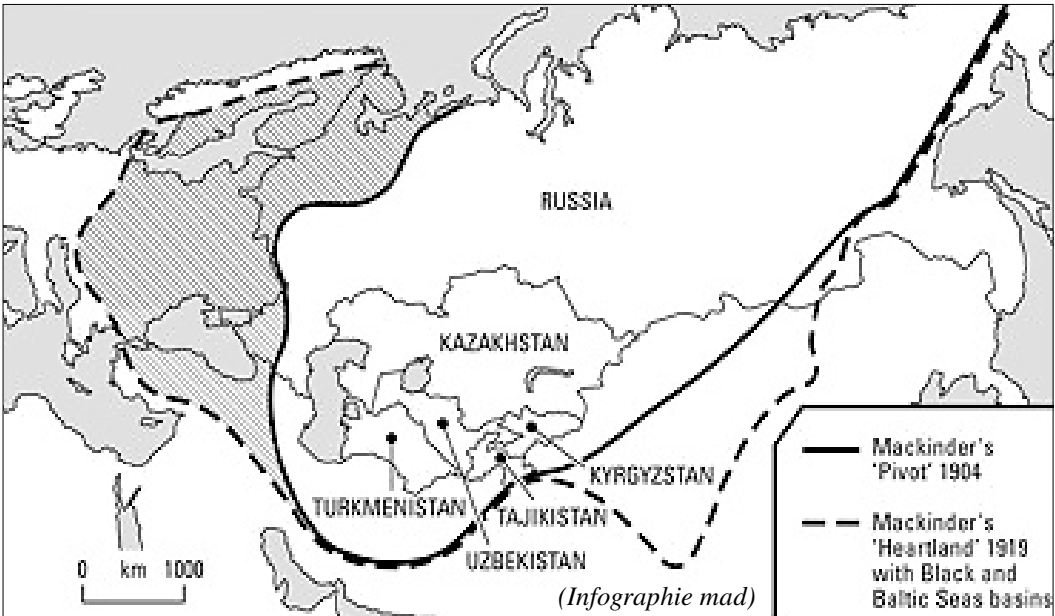 RUSSIA
KAZAKHSTAN
KYRGYZSTAN
TURKMENISTAN
TAJIKISTAN
UZBEKISTAN
0 km 1000
(Infographie mad)
Mackinder's
'Pivot' 1904
Mackinder's
'Heartland' 1919
with Black and
Baltic Seas basins